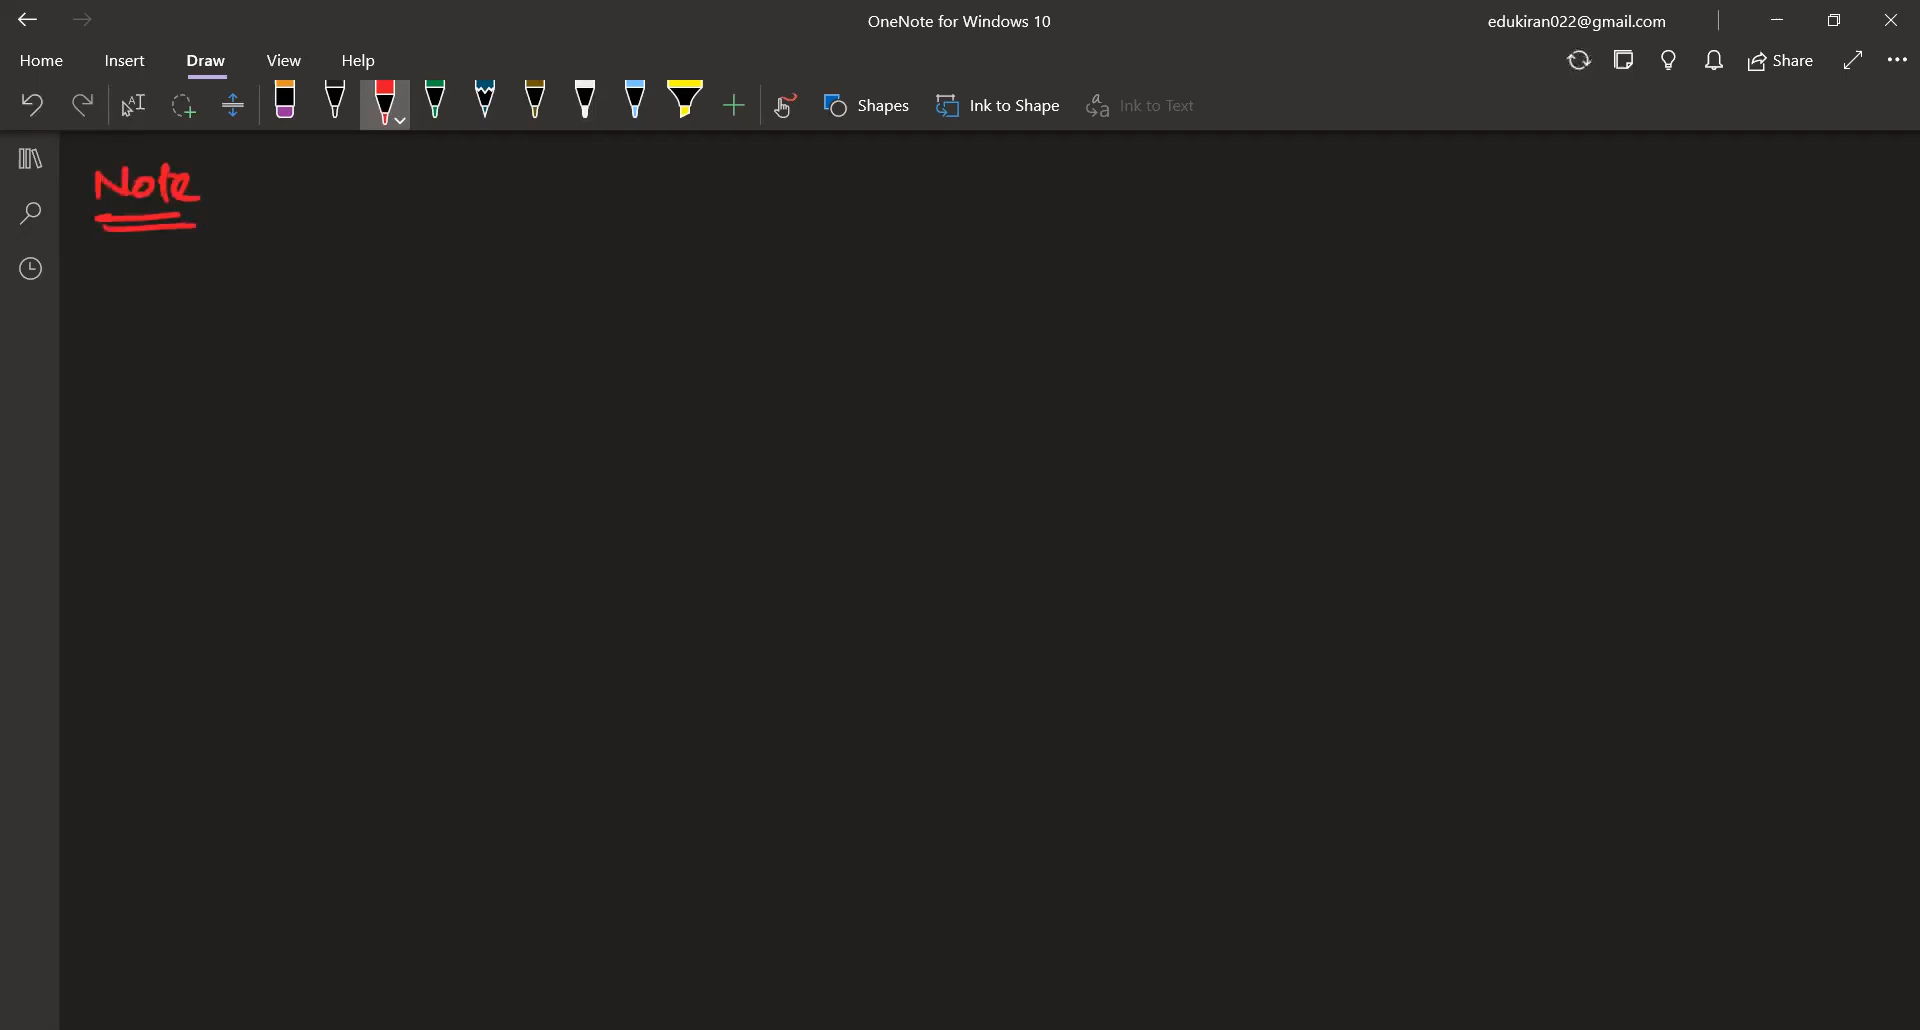 OneNote for Windows 10
edukiran022@gmail.com
Home Insert Draw View Help
Share
Shapes Ink to Shape Ink to Text
Note